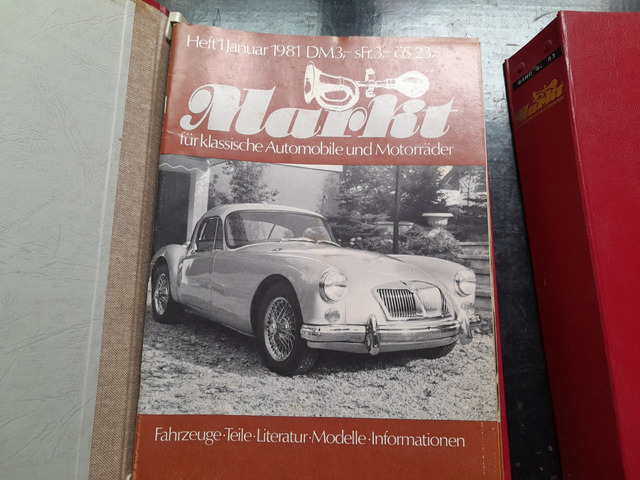 Heft 1 Januar 1981 DM 3,- sFr. 3,- öS 23,-
Markt
für klassische Automobile und Motorräder
Fahrzeuge · Teile · Literatur · Modelle · Informationen
Markt